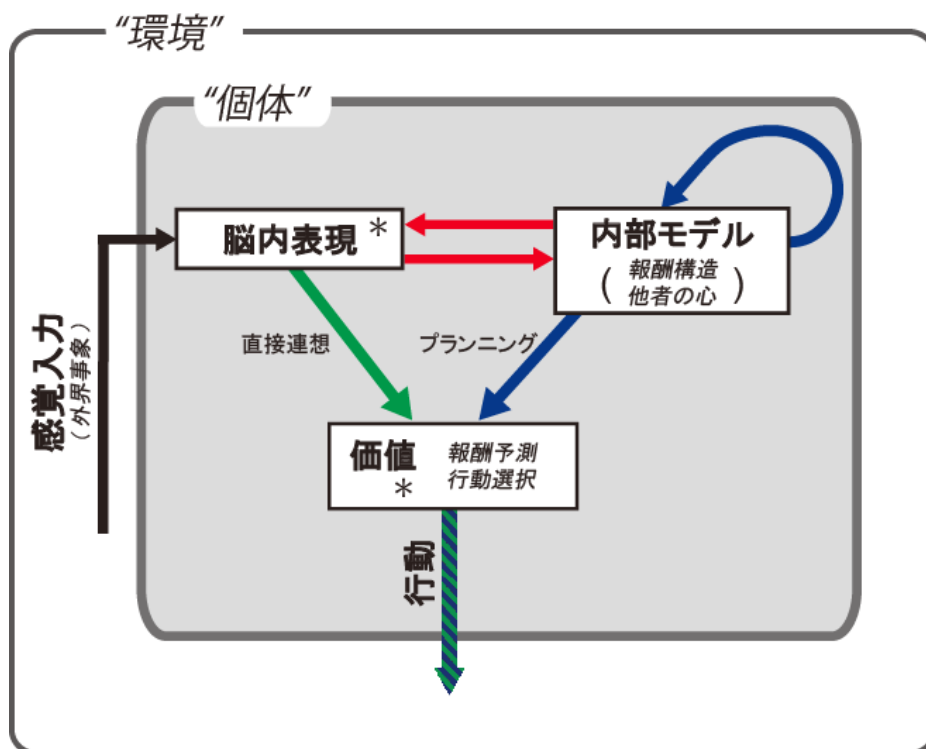 “環境”
“個体”
脳内表現 *
内部モデル
( 報酬構造
他者の心 )
直接連想
プランニング
感覚入力
(外界事象)
価値 報酬予測
* 行動選択
行動